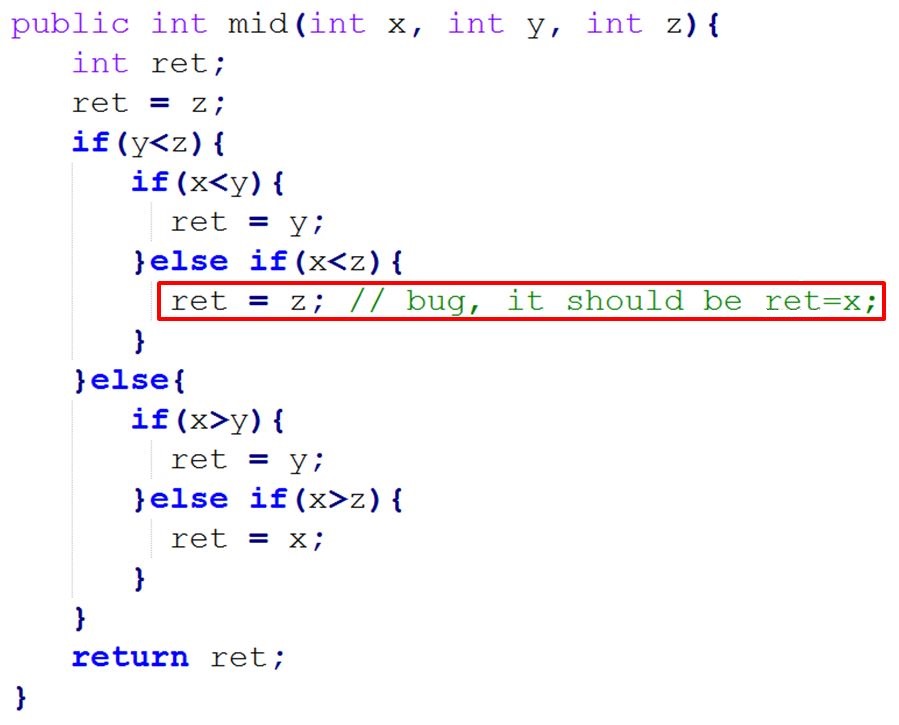 public int mid(int x, int y, int z){
int ret;
ret = z;
if(y<z){
if(x<y){
ret = y;
}else if(x<z){
ret = z; // bug, it should be ret=x;
}
}else{
if(x>y){
ret = y;
}else if(x>z){
ret = x;
}
}
return ret;
}